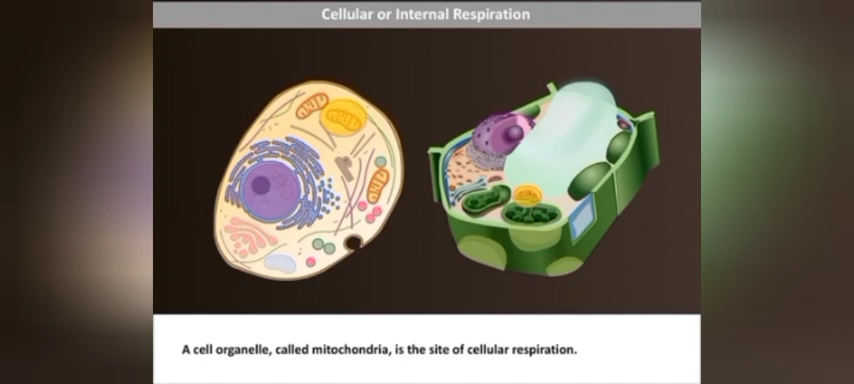 Cellular or Internal Respiration
A cell organelle, called mitochondria, is the site of cellular respiration.